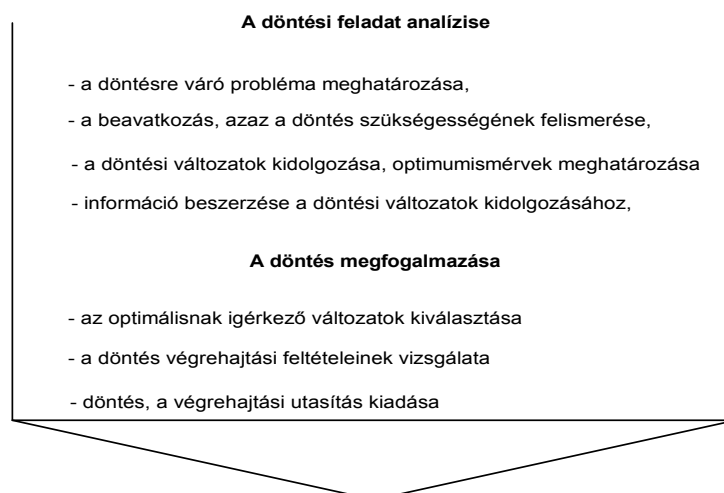 A döntési feladat analízise
- a döntésre váró probléma meghatározása,
- a beavatkozás, azaz a döntés szükségességének felismerése,
- a döntési változatok kidolgozása, optimumismérvek meghatározása
- információ beszerzése a döntési változatok kidolgozásához,
A döntés megfogalmazása
- az optimálisnak igérkező változatok kiválasztása
- a döntés végrehajtási feltételeinek vizsgálata
- döntés, a végrehajtási utasítás kiadása